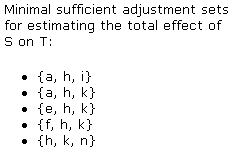 Minimal sufficient adjustment sets
for estimating the total effect of
S on T:
• {a, h, i}
• {a, h, k}
• {e, h, k}
• {f, h, k}
• {h, k, n}